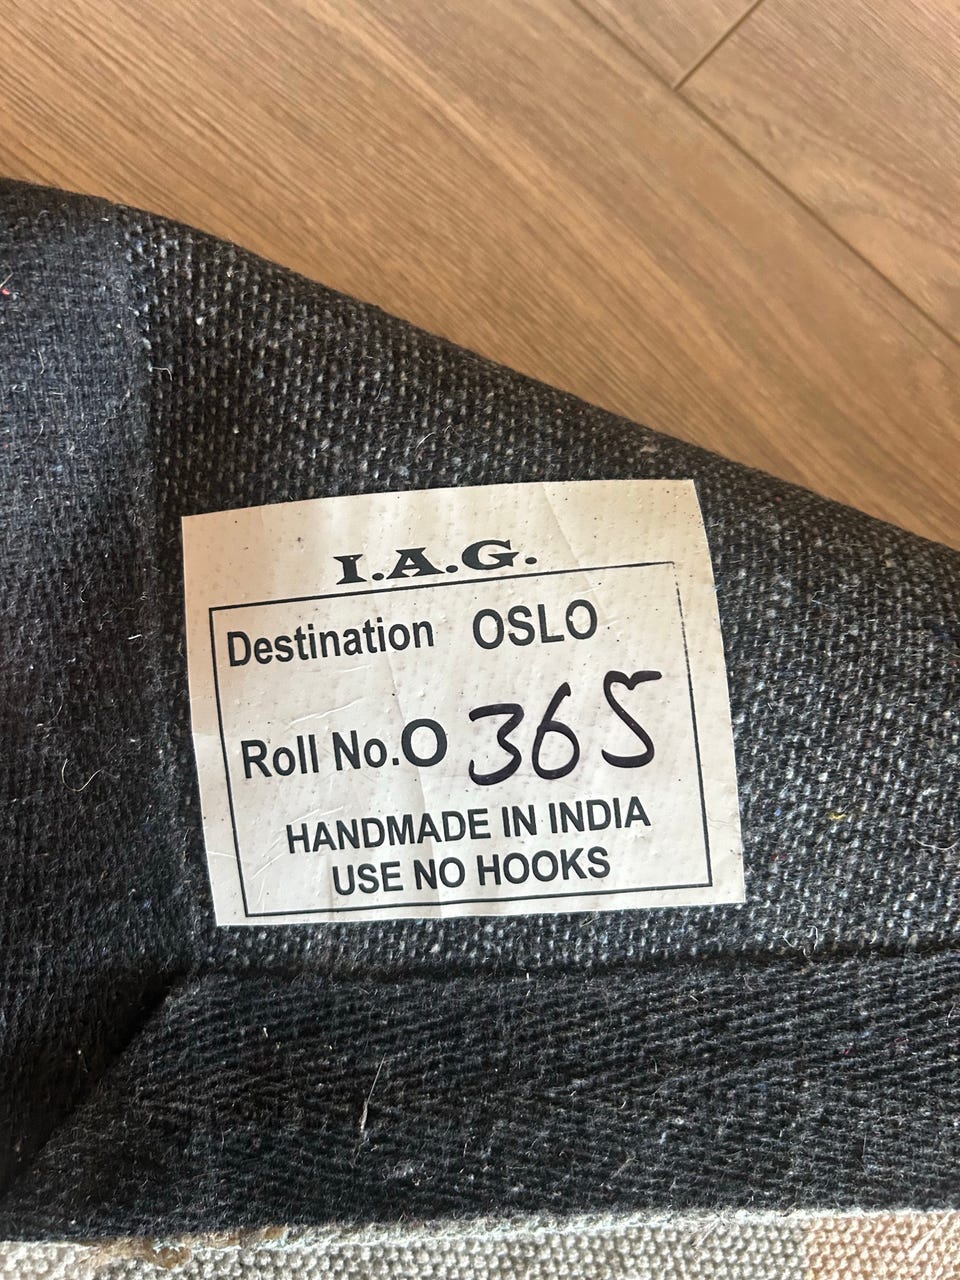 I.A.G.
Destination OSLO
Roll No.O 365
HANDMADE IN INDIA
USE NO HOOKS